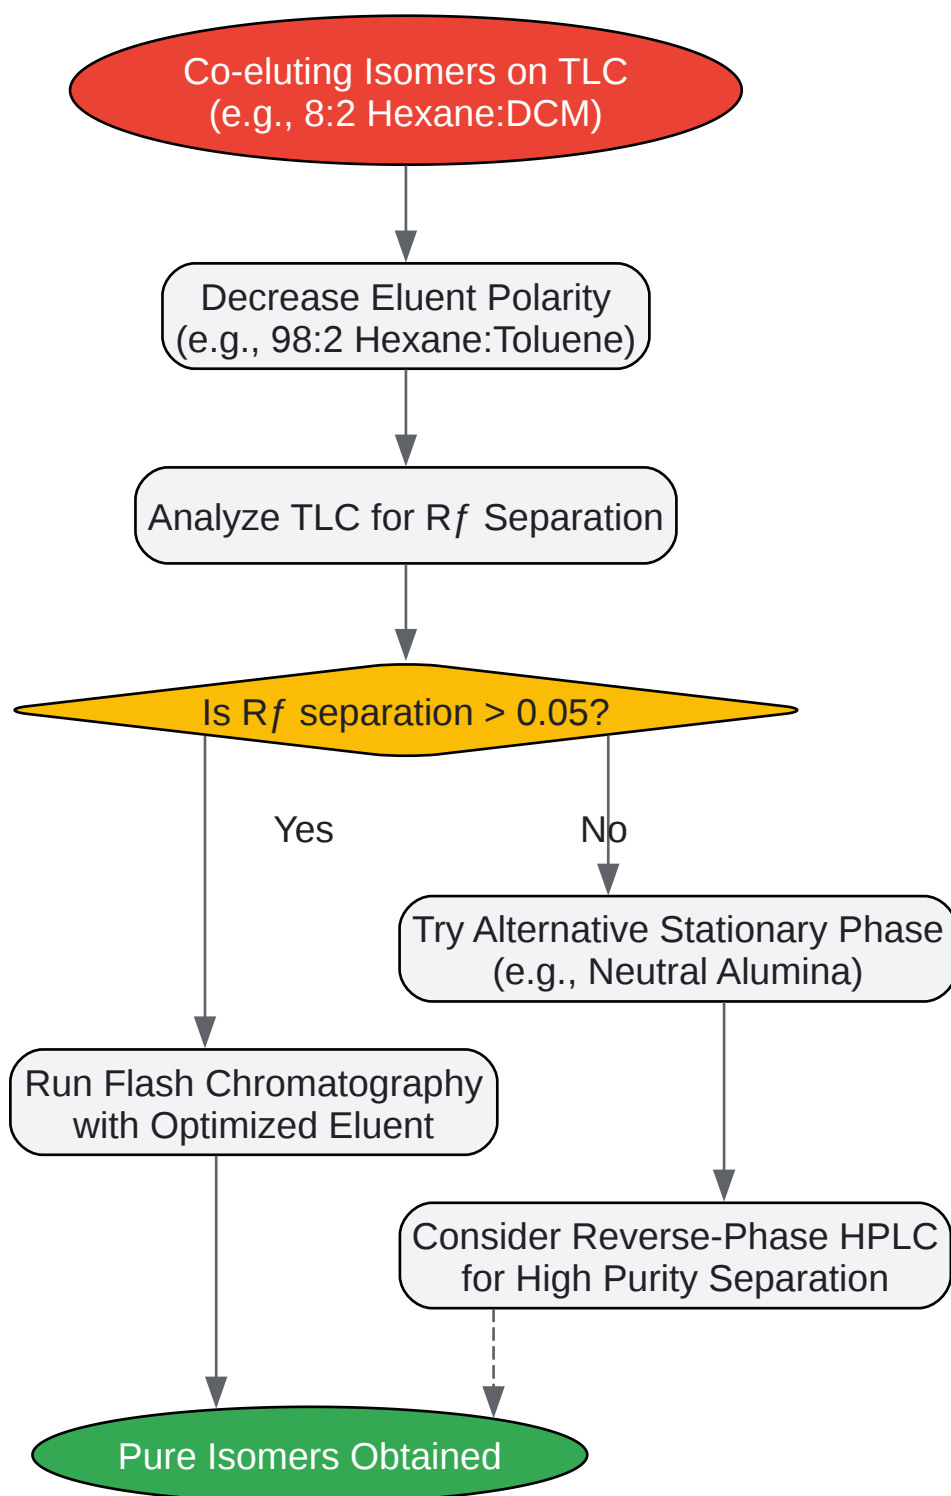 Co-eluting Isomers on TLC
(e.g., 8:2 Hexane:DCM)
Decrease Eluent Polarity
(e.g., 98:2 Hexane:Toluene)
Analyze TLC for Rƒ Separation
Is Rƒ separation > 0.05?
Yes
No
Try Alternative Stationary Phase
(e.g., Neutral Alumina)
Run Flash Chromatography
with Optimized Eluent
Consider Reverse-Phase HPLC
for High Purity Separation
Pure Isomers Obtained